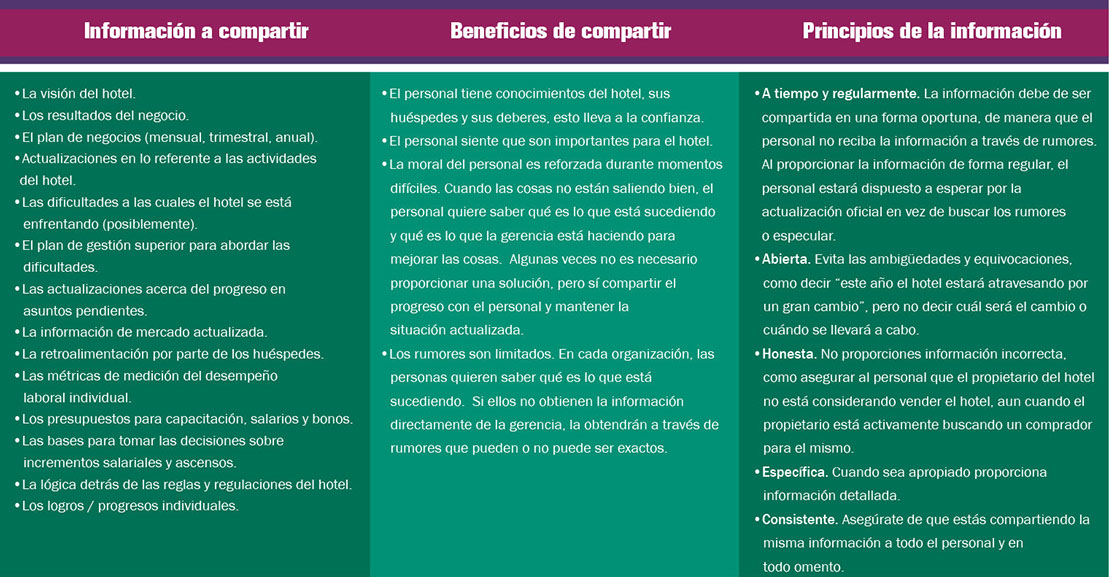 Información a compartir
• La visión del hotel.
• Los resultados del negocio.
• El plan de negocios (mensual, trimestral, anual).
• Actualizaciones en lo referente a las actividades
del hotel.
• Las dificultades a las cuales el hotel se está
enfrentando (posiblemente).
• El plan de gestión superior para abordar las
dificultades.
• Las actualizaciones acerca del progreso en
asuntos pendientes.
• La información de mercado actualizada.
• La retroalimentación por parte de los huéspedes.
• Las métricas de medición del desempeño
laboral individual.
• Los presupuestos para capacitación, salarios y bonos.
• Las bases para tomar las decisiones sobre
incrementos salariales y ascensos.
• La lógica detrás de las reglas y regulaciones del hotel.
• Los logros / progresos individuales.
Beneficios de compartir
• El personal tiene conocimientos del hotel, sus
huéspedes y sus deberes, esto lleva a la confianza.
• El personal siente que son importantes para el hotel.
• La moral del personal es reforzada durante momentos
difíciles. Cuando las cosas no están saliendo bien, el
personal quiere saber qué es lo que está sucediendo
y qué es lo que la gerencia está haciendo para
mejorar las cosas. Algunas veces no es necesario
proporcionar una solución, pero sí compartir el
progreso con el personal y mantener la
situación actualizada.
• Los rumores son limitados. En cada organización, las
personas quieren saber qué es lo que está
sucediendo. Si ellos no obtienen la información
directamente de la gerencia, la obtendrán a través de
rumores que pueden o no puede ser exactos.
Principios de la información
• A tiempo y regularmente. La información debe de ser
compartida en una forma oportuna, de manera que el
personal no reciba la información a través de rumores.
Al proporcionar la información de forma regular, el
personal estará dispuesto a esperar por la
actualización oficial en vez de buscar los rumores
o especular.
• Abierta. Evita las ambigüedades y equivocaciones,
como decir “este año el hotel estará atravesando por
un gran cambio”, pero no decir cuál será el cambio o
cuándo se llevará a cabo.
• Honesta. No proporciones información incorrecta,
como asegurar al personal que el propietario del hotel
no está considerando vender el hotel, aun cuando el
propietario está activamente buscando un comprador
para el mismo.
• Específica. Cuando sea apropiado proporciona
información detallada.
• Consistente. Asegúrate de que estás compartiendo la
misma información a todo el personal y en
todo omento.